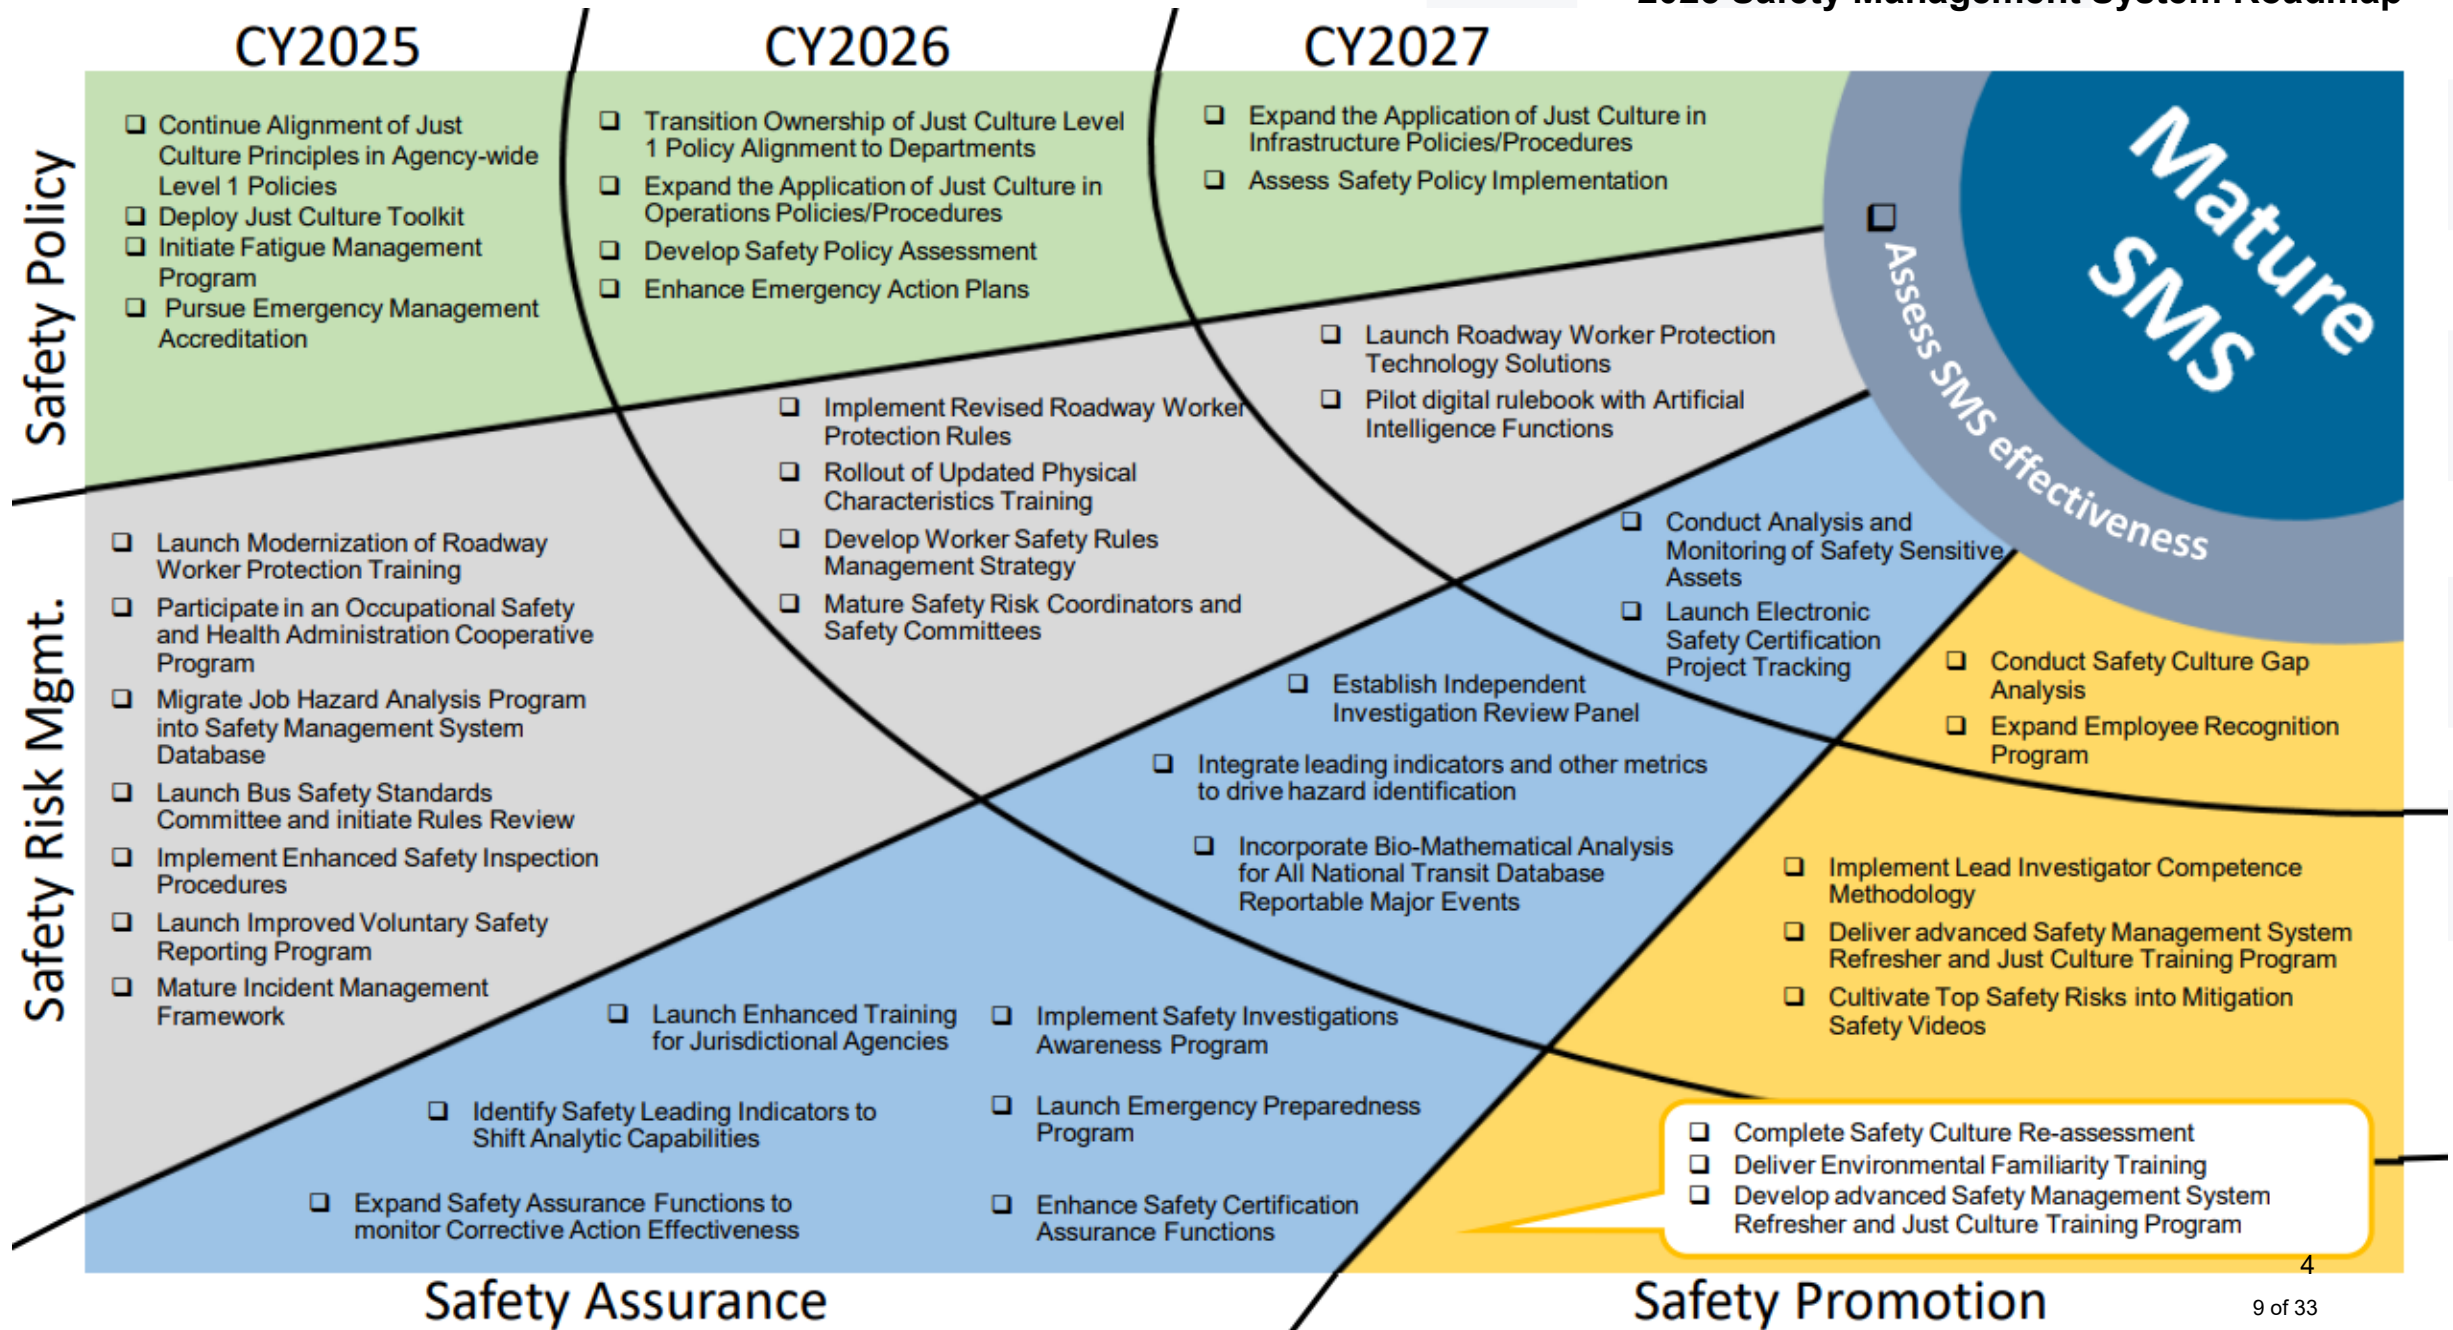 2026 Safety Management System Roadmap
CY2025
CY2026
CY2027
Safety Policy
❑ Continue Alignment of Just
Culture Principles in Agency-wide
Level 1 Policies
❑ Deploy Just Culture Toolkit
❑ Initiate Fatigue Management
Program
❑ Pursue Emergency Management
Accreditation
❑ Transition Ownership of Just Culture Level
1 Policy Alignment to Departments
❑ Expand the Application of Just Culture in
Operations Policies/Procedures
❑ Develop Safety Policy Assessment
❑ Enhance Emergency Action Plans
❑ Expand the Application of Just Culture in
Infrastructure Policies/Procedures
❑ Assess Safety Policy Implementation
Mature
SMS
❑ Assess SMS effectiveness
Safety Risk Mgmt.
❑ Launch Modernization of Roadway
Worker Protection Training
❑ Participate in an Occupational Safety
and Health Administration Cooperative
Program
❑ Migrate Job Hazard Analysis Program
into Safety Management System
Database
❑ Launch Bus Safety Standards
Committee and initiate Rules Review
❑ Implement Enhanced Safety Inspection
Procedures
❑ Launch Improved Voluntary Safety
Reporting Program
❑ Mature Incident Management
Framework
❑ Implement Revised Roadway Worker
Protection Rules
❑ Rollout of Updated Physical
Characteristics Training
❑ Develop Worker Safety Rules
Management Strategy
❑ Mature Safety Risk Coordinators and
Safety Committees
❑ Launch Roadway Worker Protection
Technology Solutions
❑ Pilot digital rulebook with Artificial
Intelligence Functions
❑ Launch Enhanced Training
for Jurisdictional Agencies
❑ Identify Safety Leading Indicators to
Shift Analytic Capabilities
❑ Expand Safety Assurance Functions to
monitor Corrective Action Effectiveness
❑ Implement Safety Investigations
Awareness Program
❑ Launch Emergency Preparedness
Program
❑ Enhance Safety Certification
Assurance Functions
❑ Establish Independent
Investigation Review Panel
❑ Integrate leading indicators and other metrics
to drive hazard identification
❑ Incorporate Bio-Mathematical Analysis
for All National Transit Database
Reportable Major Events
❑ Conduct Analysis and
Monitoring of Safety Sensitive
Assets
❑ Launch Electronic
Safety Certification
Project Tracking
❑ Conduct Safety Culture Gap
Analysis
❑ Expand Employee Recognition
Program
❑ Implement Lead Investigator Competence
Methodology
❑ Deliver advanced Safety Management System
Refresher and Just Culture Training Program
❑ Cultivate Top Safety Risks into Mitigation
Safety Videos
❑ Complete Safety Culture Re-assessment
❑ Deliver Environmental Familiarity Training
❑ Develop advanced Safety Management System
Refresher and Just Culture Training Program
Safety Assurance
Safety Promotion
4
9 of 33